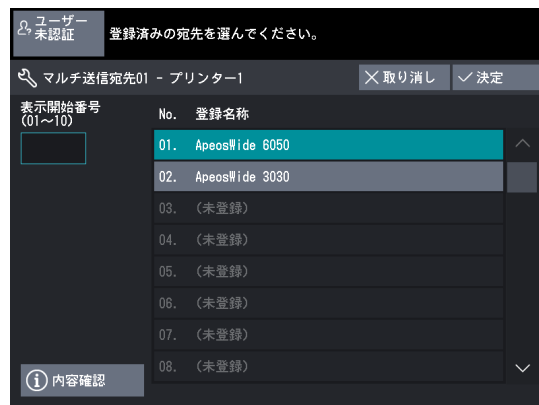 ユーザー
未認証
登録済みの宛先を選んでください。
マルチ送信宛先01 - プリンター1
取り消し
決定
表示開始番号
(01～10)
No. 登録名称
01. ApeosWide 6050
02. ApeosWide 3030
03. (未登録)
04. (未登録)
05. (未登録)
06. (未登録)
07. (未登録)
08. (未登録)
内容確認